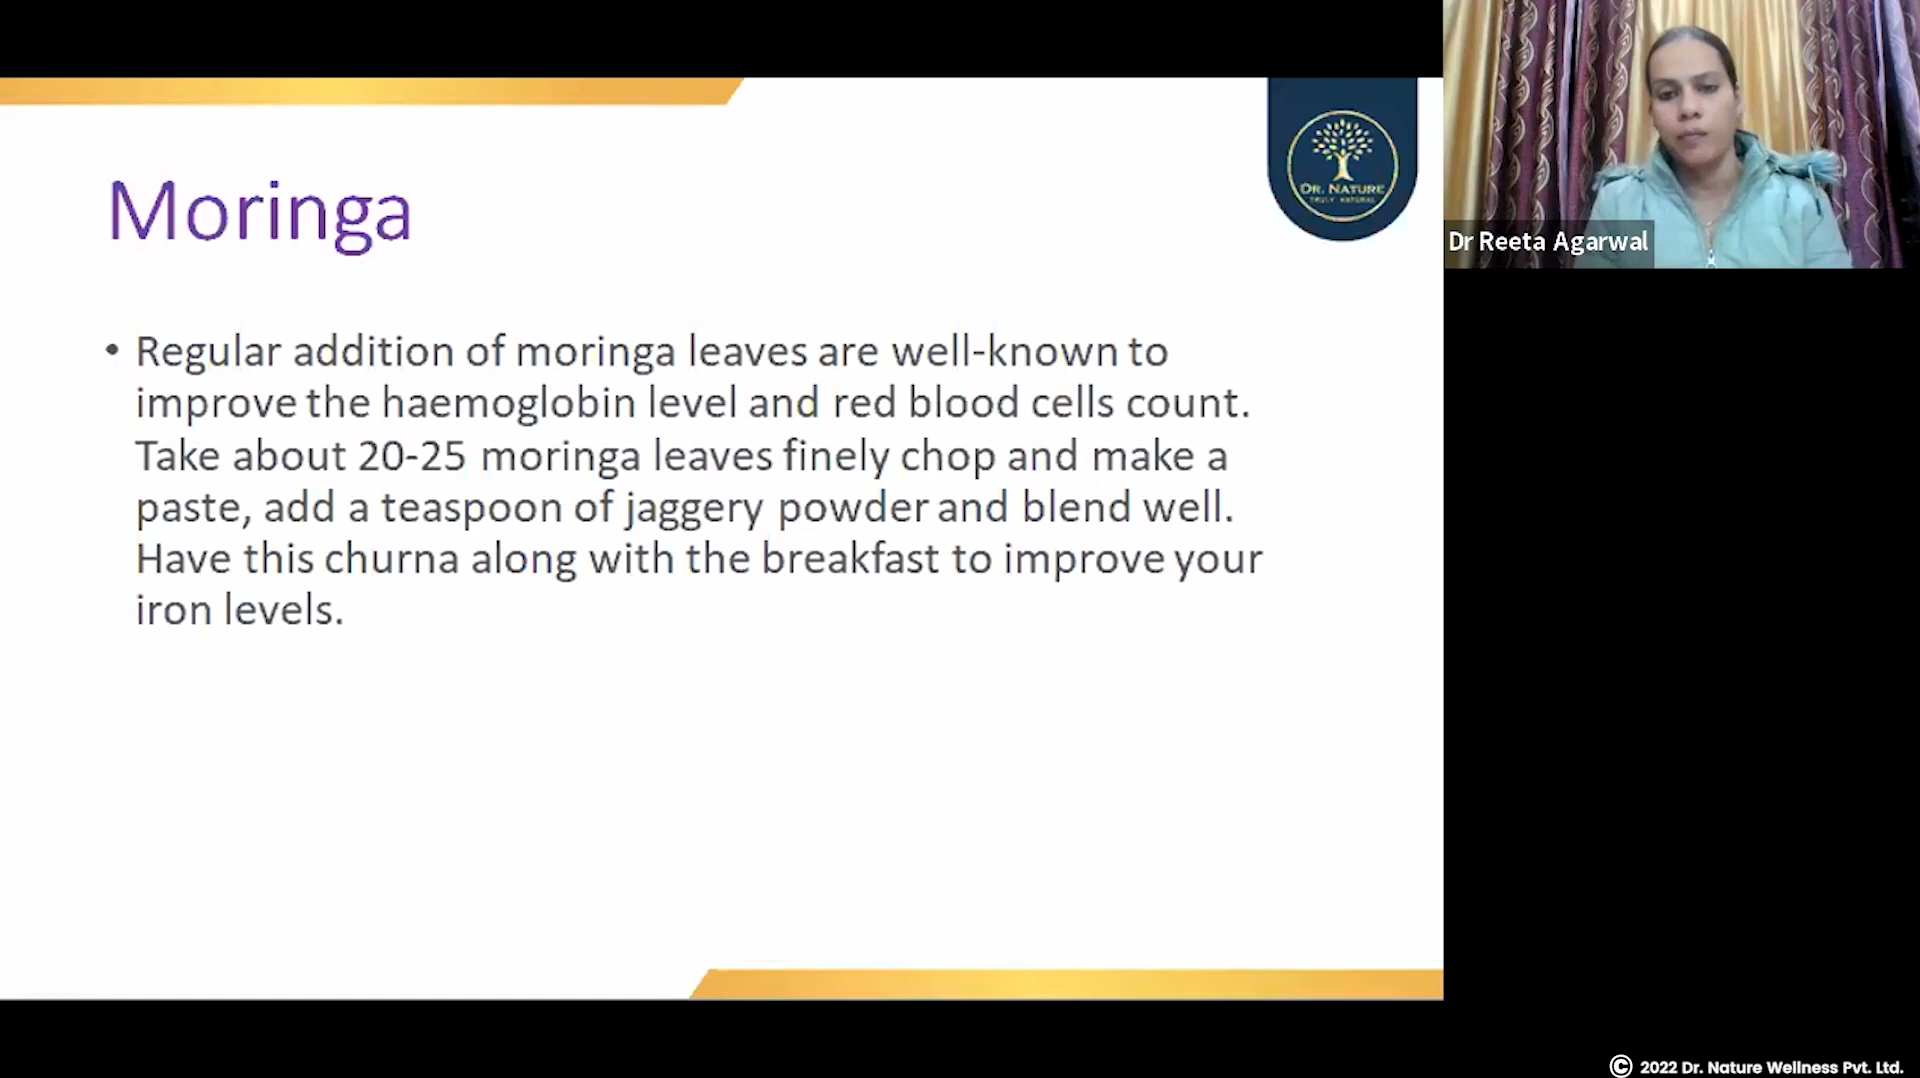 Moringa
DR. NATURE
TRULY NATURAL
Dr Reeta Agarwal
• Regular addition of moringa leaves are well-known to
improve the haemoglobin level and red blood cells count.
Take about 20-25 moringa leaves finely chop and make a
paste, add a teaspoon of jaggery powder and blend well.
Have this churna along with the breakfast to improve your
iron levels.
© 2022 Dr. Nature Wellness Pvt. Ltd.